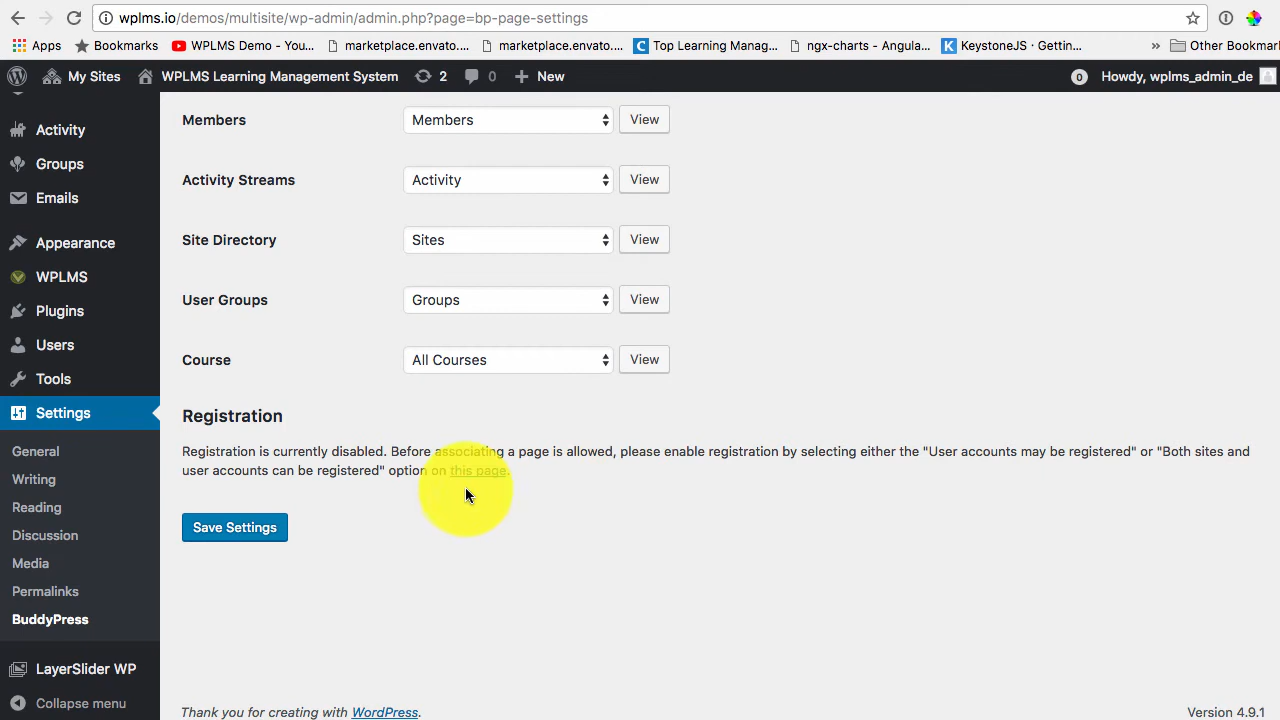 wplms.io/demos/multisite/wp-admin/admin.php?page=bp-page-settings
Apps Bookmarks WPLMS Demo - You... marketplace.envato.... marketplace.envato.... Top Learning Manag... ngx-charts – Angula... KeystoneJS · Gettin... » Other Bookmar
My Sites WPLMS Learning Management System 2 0 + New 0 Howdy, wplms_admin_de
Activity
Groups
Emails
Appearance
WPLMS
Plugins
Users
Tools
Settings
General
Writing
Reading
Discussion
Media
Permalinks
BuddyPress
LayerSlider WP
Collapse menu
Members Members View
Activity Streams Activity View
Site Directory Sites View
User Groups Groups View
Course All Courses View
Registration
Registration is currently disabled. Before associating a page is allowed, please enable registration by selecting either the "User accounts may be registered" or "Both sites and
user accounts can be registered" option on this page.
Save Settings
Thank you for creating with WordPress.
Version 4.9.1